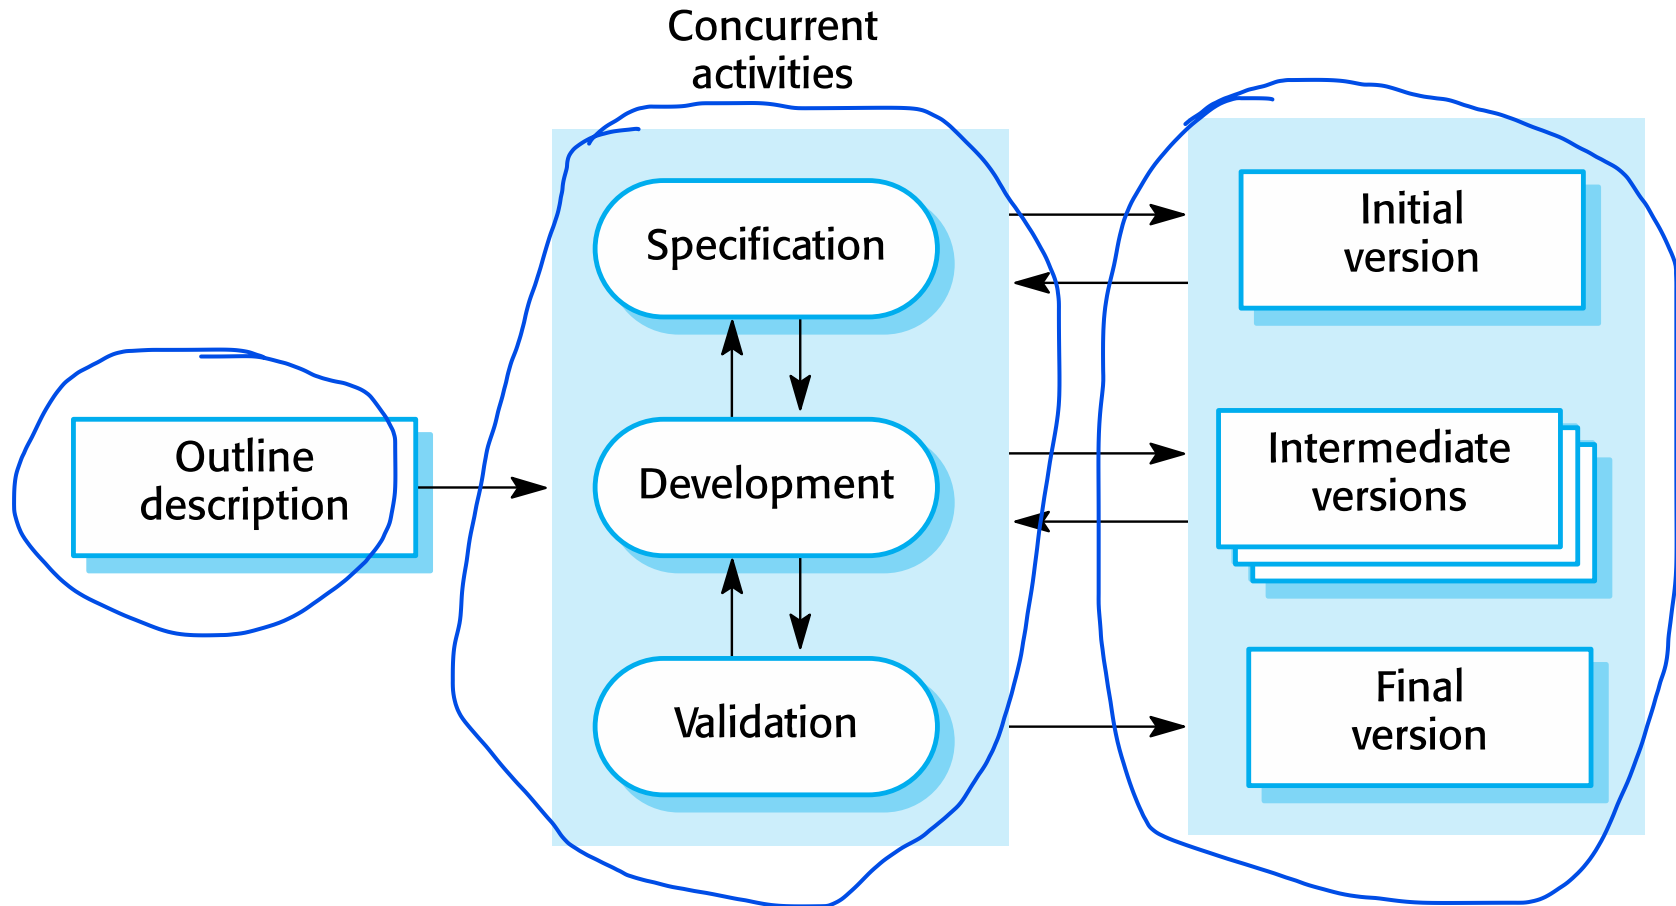 Concurrent
activities
Outline
description
Specification
Development
Validation
Initial
version
Intermediate
versions
Final
version